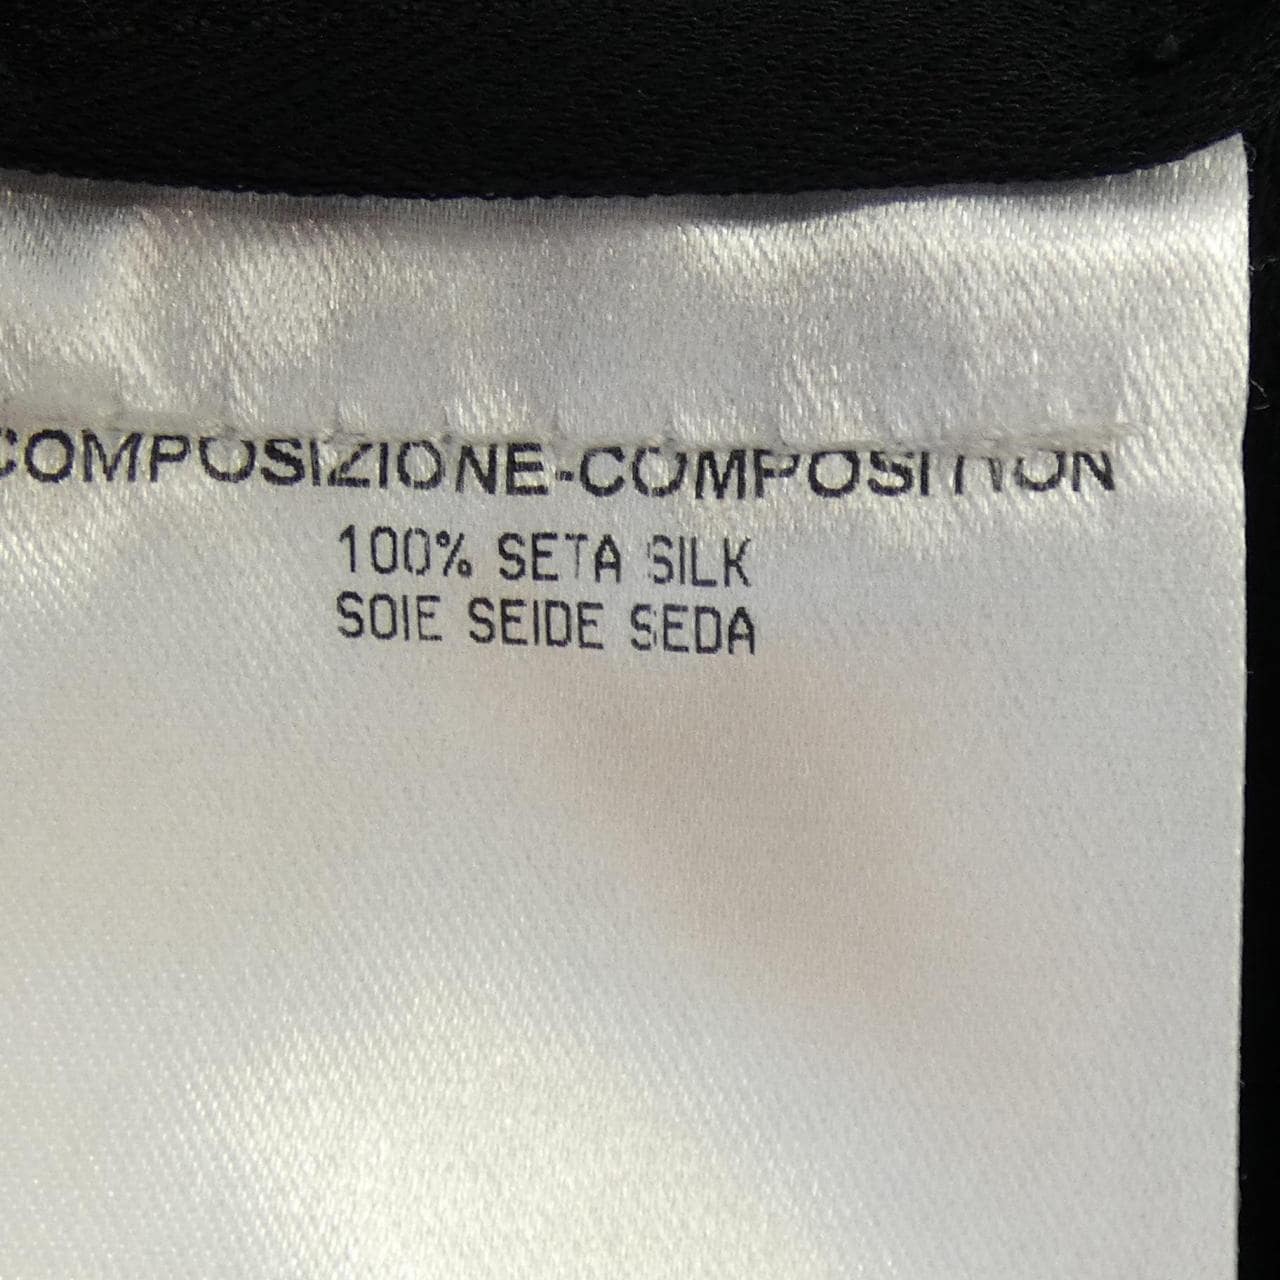 COMPOSIZIONE-COMPOSITION
100% SETA SILK
SOIE SEIDE SEDA